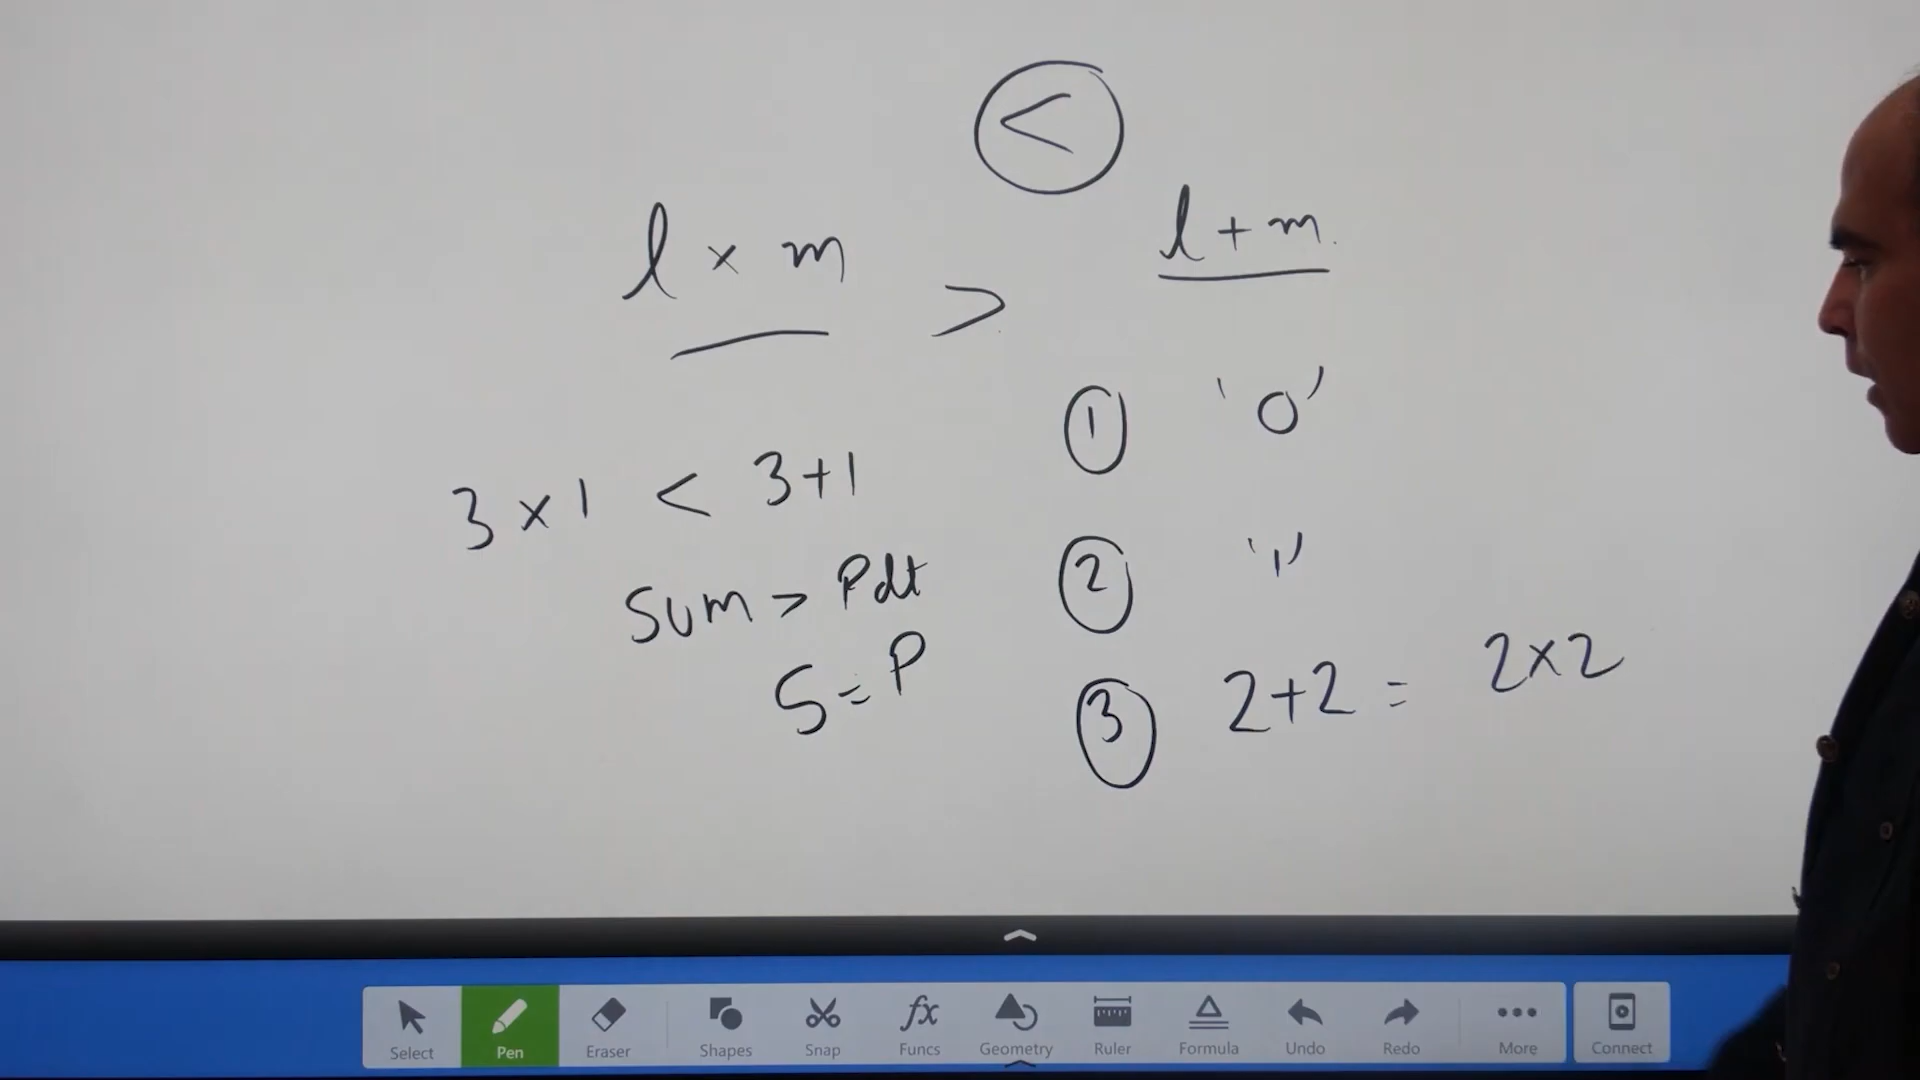 <
l × m > l + m
① '0'
3 × 1 < 3+1
② '1'
Sum > Pdt
S = P
③ 2+2 = 2×2
Select Pen Eraser Shapes Snap Funcs Geometry Ruler Formula Undo Redo More Connect